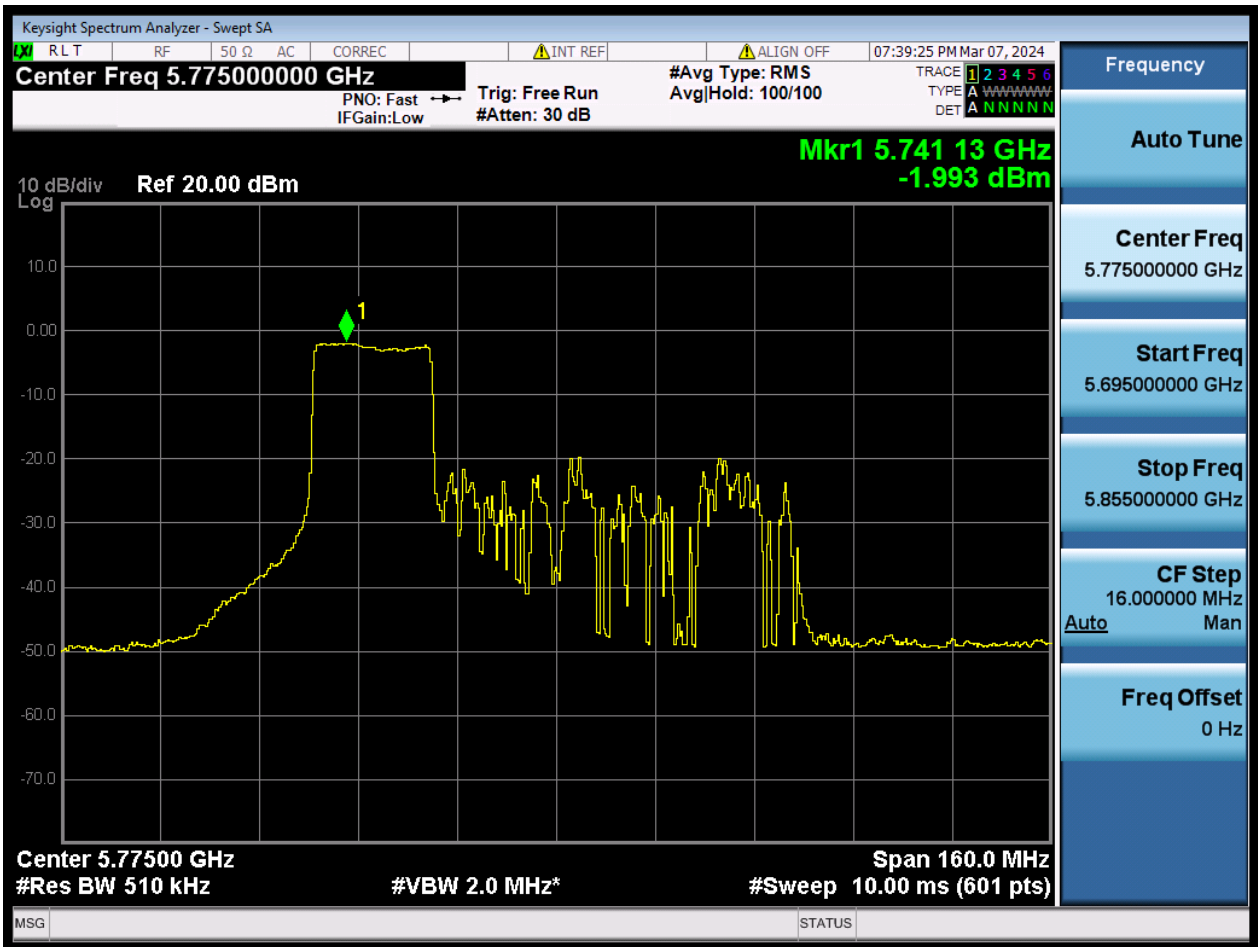 Keysight Spectrum Analyzer - Swept SA
LXI RLT RF 50 Ω AC CORREC INT REF ALIGN OFF 07:39:25 PM Mar 07, 2024
Center Freq 5.775000000 GHz
PNO: Fast
IFGain:Low
Trig: Free Run
#Atten: 30 dB
#Avg Type: RMS
Avg|Hold: 100/100
TRACE 1 2 3 4 5 6
TYPE A WWWWW
DET A N N N N N
Mkr1 5.741 13 GHz
-1.993 dBm
10 dB/div Ref 20.00 dBm
Log
10.0
0.00
-10.0
-20.0
-30.0
-40.0
-50.0
-60.0
-70.0
1
Center 5.77500 GHz
Span 160.0 MHz
#Res BW 510 kHz
#VBW 2.0 MHz*
#Sweep 10.00 ms (601 pts)
MSG
STATUS
Frequency
Auto Tune
Center Freq
5.775000000 GHz
Start Freq
5.695000000 GHz
Stop Freq
5.855000000 GHz
CF Step
16.000000 MHz
Auto Man
Freq Offset
0 Hz